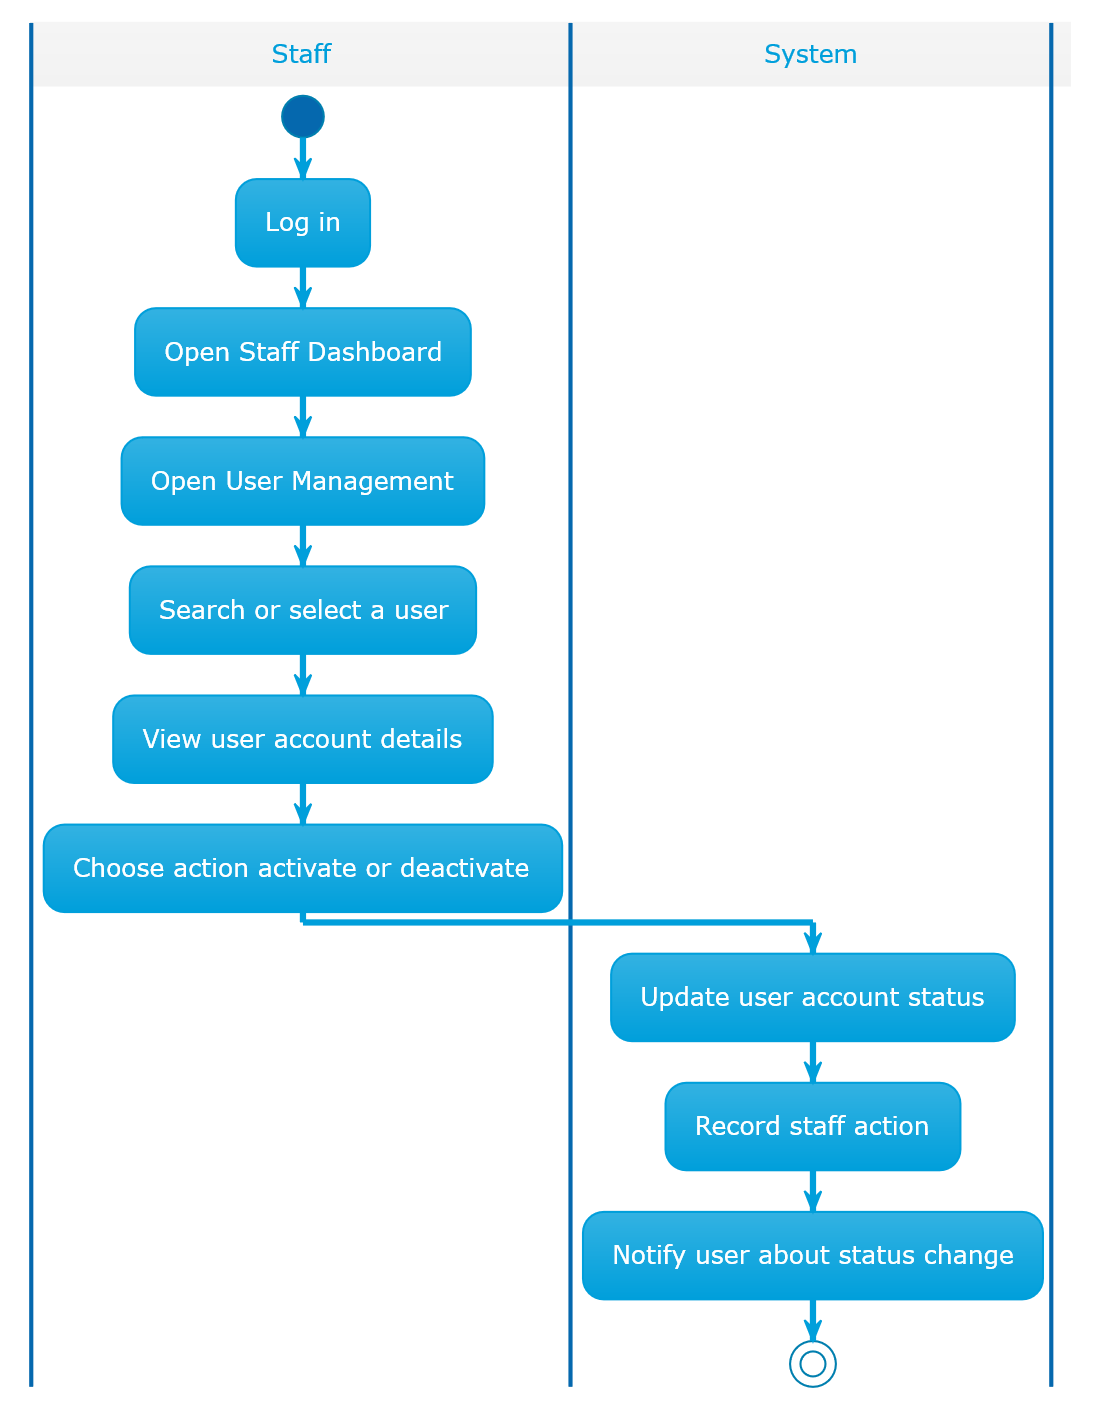 Staff
System
Log in
Open Staff Dashboard
Open User Management
Search or select a user
View user account details
Choose action activate or deactivate
Update user account status
Record staff action
Notify user about status change